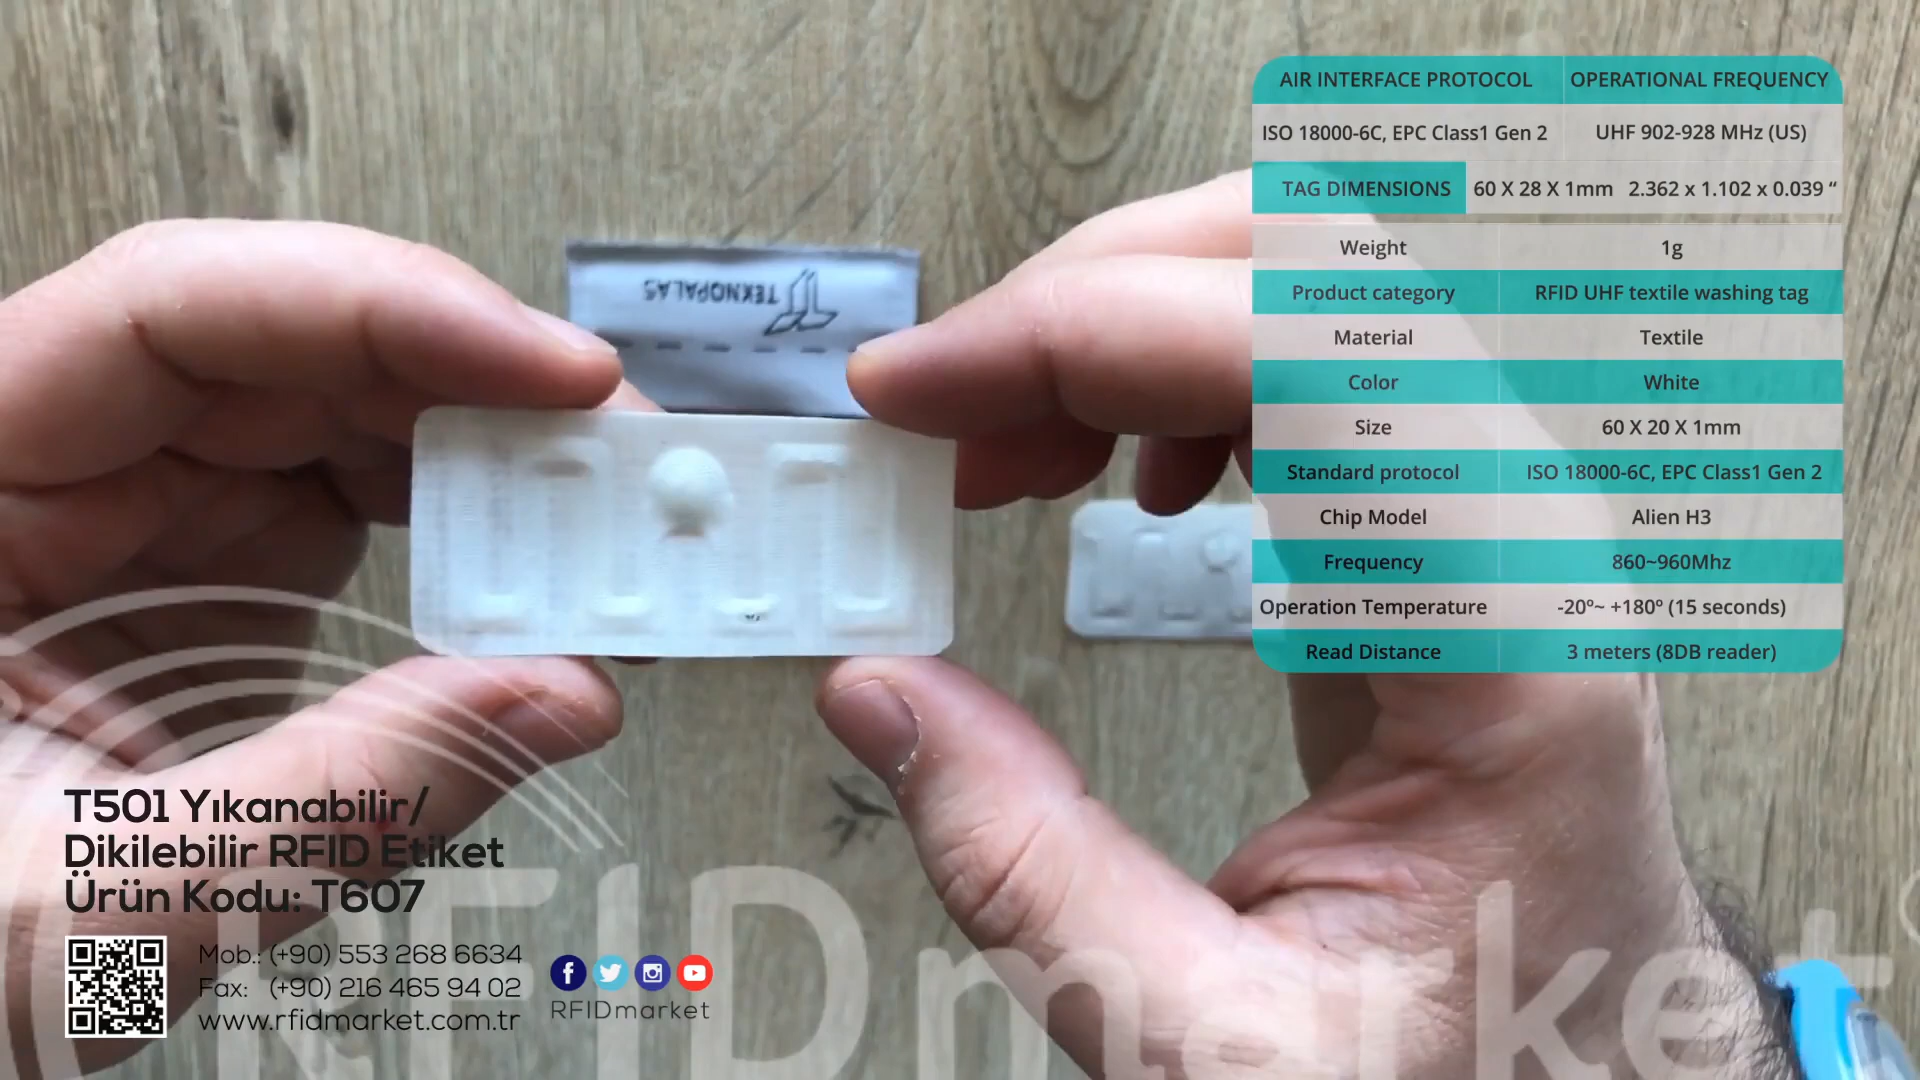 AIR INTERFACE PROTOCOL OPERATIONAL FREQUENCY
ISO 18000-6C, EPC Class1 Gen 2 UHF 902-928 MHz (US)
TAG DIMENSIONS 60 X 28 X 1mm 2.362 x 1.102 x 0.039 “
Weight 1g
Product category RFID UHF textile washing tag
Material Textile
Color White
Size 60 X 20 X 1mm
Standard protocol ISO 18000-6C, EPC Class1 Gen 2
Chip Model Alien H3
Frequency 860~960Mhz
Operation Temperature -20º~ +180º (15 seconds)
Read Distance 3 meters (8DB reader)
TEKNOPALAS
T501 Yıkanabilir/
Dikilebilir RFID Etiket
Ürün Kodu: T607
Mob.: (+90) 553 268 6634
Fax: (+90) 216 465 94 02
www.rfidmarket.com.tr
RFIDmarket
RFIDmarket